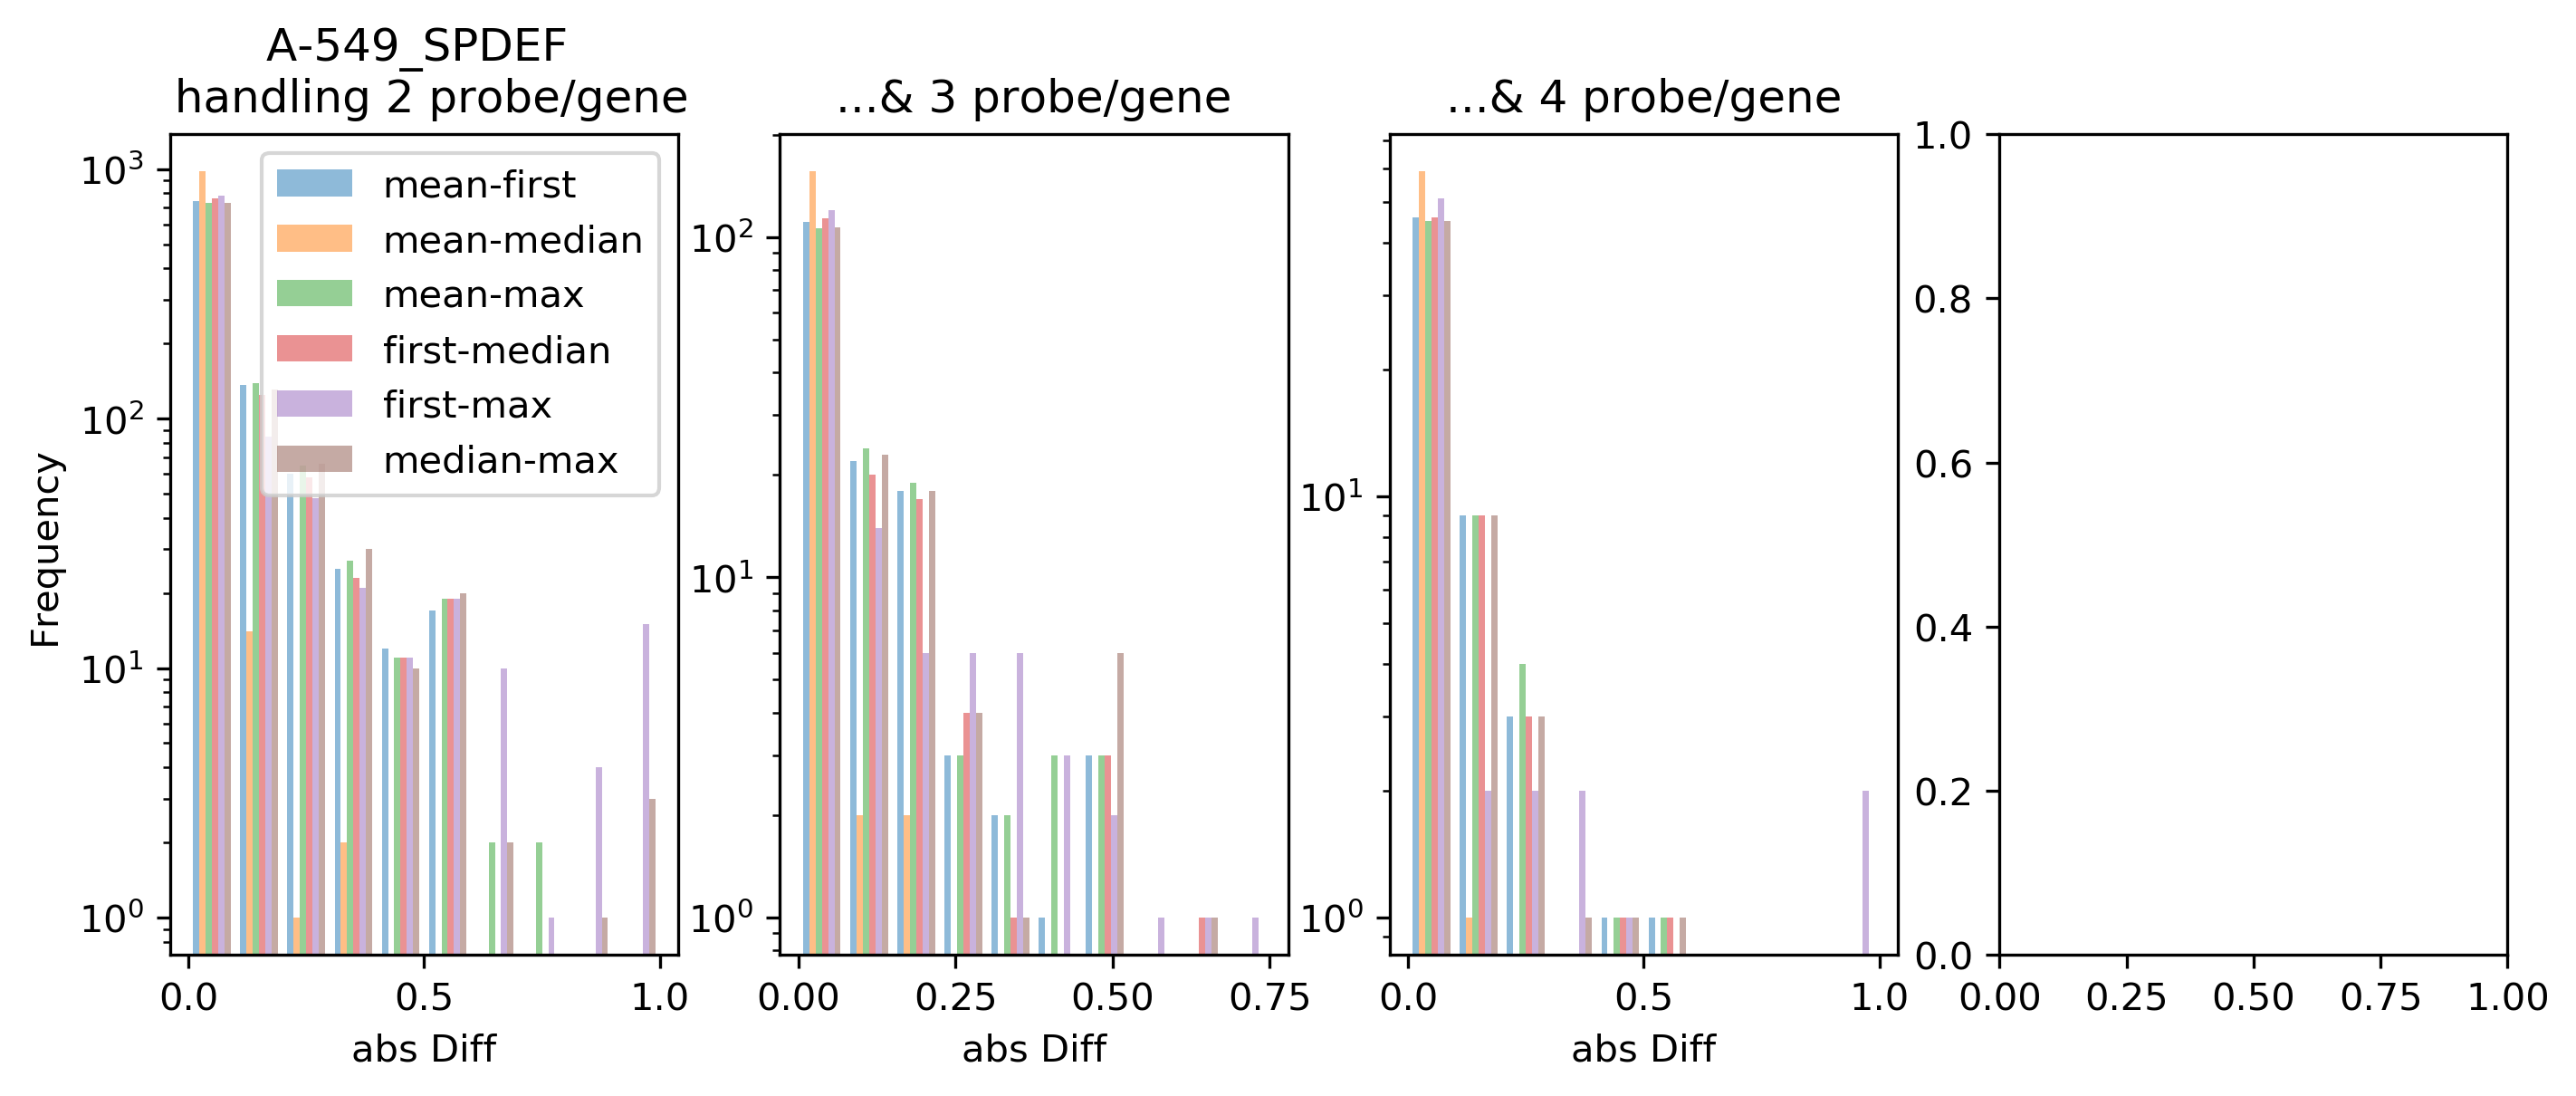 A-549_SPDEF
handling 2 probe/gene
...& 3 probe/gene
...& 4 probe/gene
mean-first
mean-median
mean-max
first-median
first-max
median-max
Frequency
10³
10²
10¹
10⁰
0.0 0.5 1.0
abs Diff
10²
10¹
10⁰
0.00 0.25 0.50 0.75
abs Diff
10¹
10⁰
0.0 0.5 1.0
abs Diff
1.0
0.8
0.6
0.4
0.2
0.0
0.00 0.25 0.50 0.75 1.00